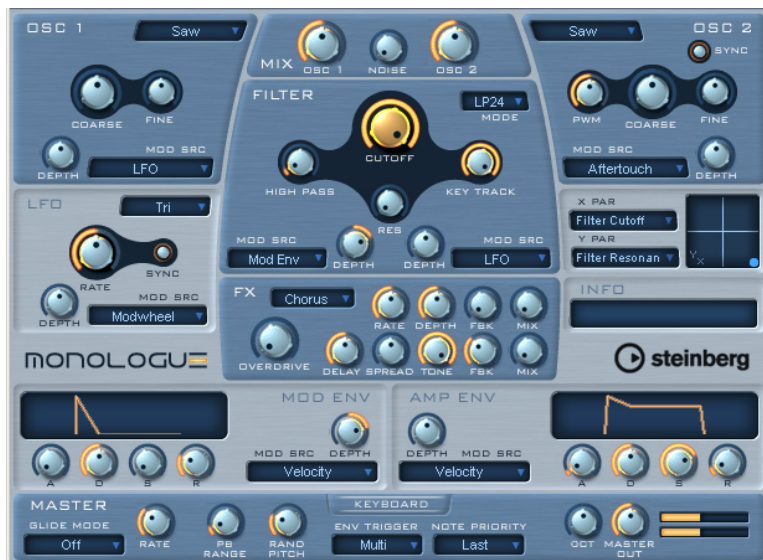 OSC 1
Saw
COARSE
FINE
DEPTH
MOD SRC
LFO
MIX
OSC 1
NOISE
OSC 2
Saw
OSC 2
SYNC
PWM
COARSE
FINE
MOD SRC
Aftertouch
DEPTH
FILTER
LP24
MODE
CUTOFF
HIGH PASS
KEY TRACK
RES
MOD SRC
Mod Env
DEPTH
DEPTH
MOD SRC
LFO
LFO
Tri
RATE
SYNC
DEPTH
MOD SRC
Modwheel
X PAR
Filter Cutoff
Y PAR
Filter Resonan
Y X
INFO
FX
Chorus
RATE
DEPTH
FBK
MIX
OVERDRIVE
DELAY
SPREAD
TONE
FBK
MIX
MONOLOGUE
steinberg
A
D
S
R
MOD ENV
MOD SRC
DEPTH
Velocity
AMP ENV
DEPTH
MOD SRC
Velocity
A
D
S
R
MASTER
GLIDE MODE
Off
RATE
PB RANGE
RAND PITCH
KEYBOARD
ENV TRIGGER
Multi
NOTE PRIORITY
Last
OCT
MASTER OUT